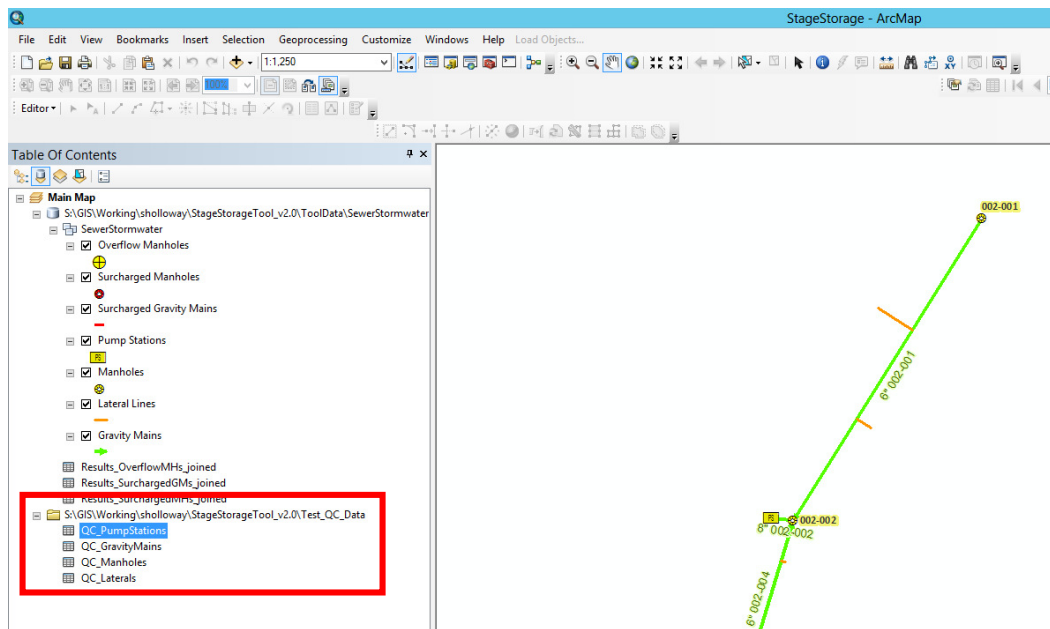 StageStorage - ArcMap
File Edit View Bookmarks Insert Selection Geoprocessing Customize Windows Help Load Objects...
1:1,250
100%
Editor
Table Of Contents
Main Map
S:\GIS\Working\sholloway\StageStorageTool_v2.0\ToolData\SewerStormwater
SewerStormwater
Overflow Manholes
Surcharged Manholes
Surcharged Gravity Mains
Pump Stations
PS
Manholes
Lateral Lines
Gravity Mains
Results_OverflowMHs_joined
Results_SurchargedGMs_joined
Results_SurchargedMHs_joined
S:\GIS\Working\sholloway\StageStorageTool_v2.0\Test_QC_Data
QC_PumpStations
QC_GravityMains
QC_Manholes
QC_Laterals
002-001
6" 002-001
PS
002-002
8" 002-002
6" 002-004